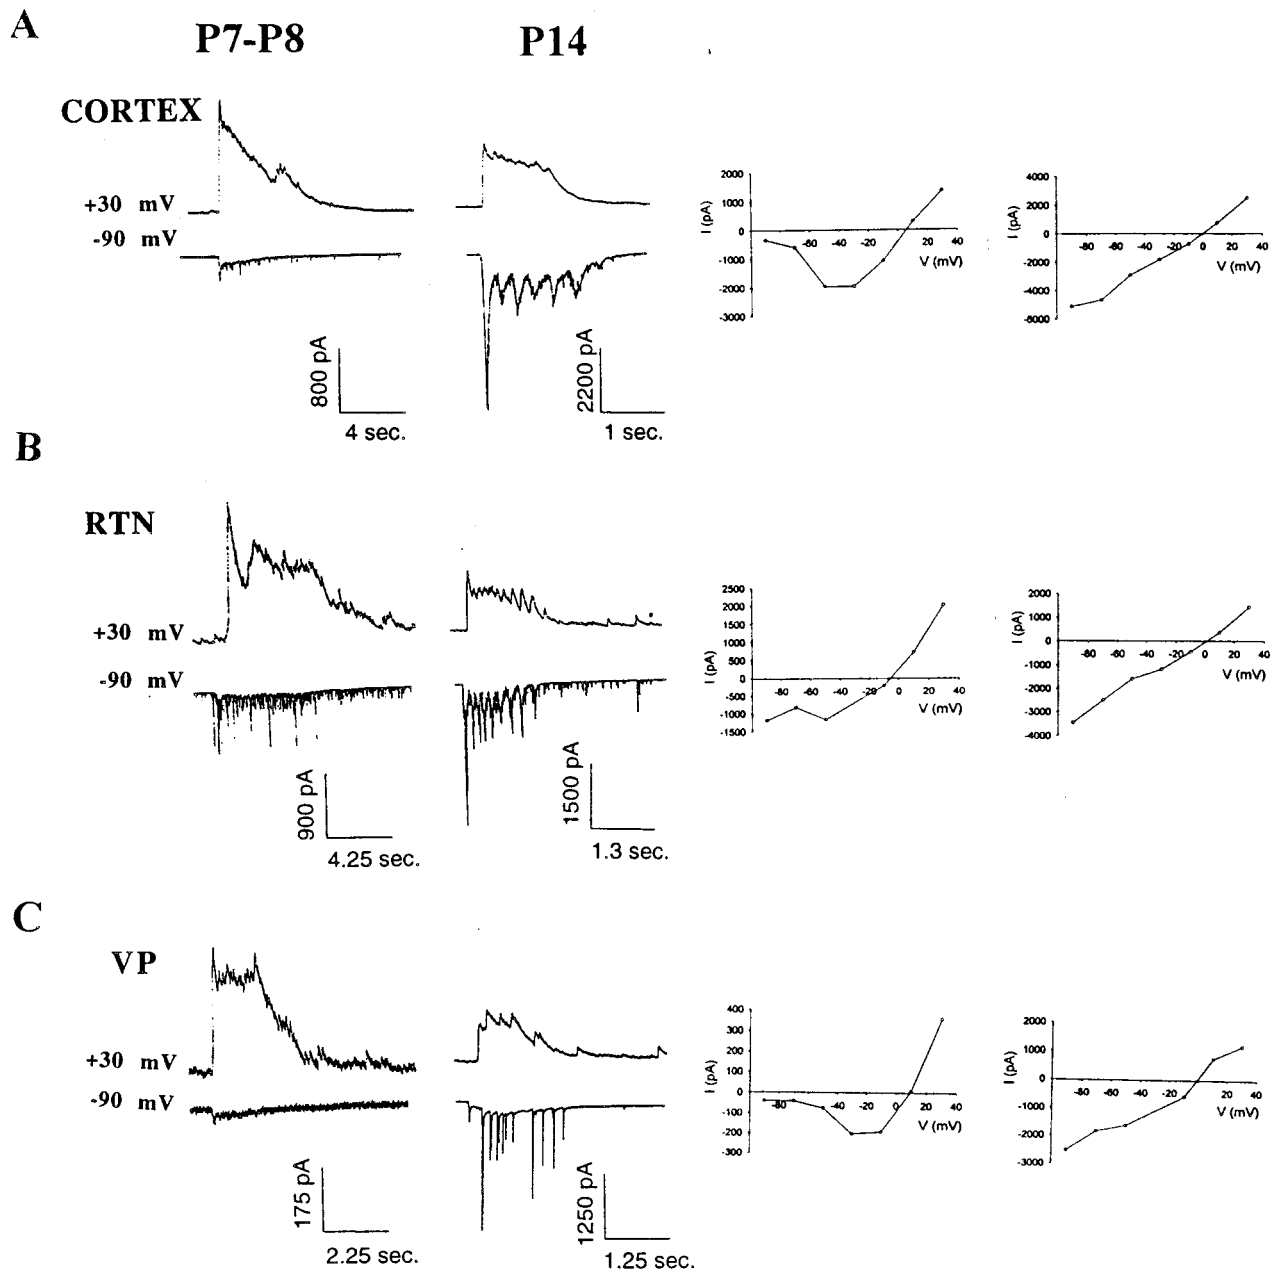 A
P7-P8
P14
CORTEX
+30 mV
-90 mV
800 pA
4 sec.
2200 pA
1 sec.
I (pA)
2000
1000
0
-1000
-2000
-3000
-60
-40
-20
0
20
40
V (mV)
I (pA)
4000
2000
0
-2000
-4000
-6000
-80
-60
-40
-20
0
20
40
V (mV)
B
RTN
+30 mV
-90 mV
900 pA
4.25 sec.
1500 pA
1.3 sec.
I (pA)
2500
2000
1500
1000
500
0
-500
-1000
-1500
-80
-60
-40
-20
0
20
40
V (mV)
I (pA)
2000
1000
0
-1000
-2000
-3000
-4000
-80
-60
-40
-20
0
20
40
V (mV)
C
VP
+30 mV
-90 mV
175 pA
2.25 sec.
1250 pA
1.25 sec.
I (pA)
400
300
200
100
0
-100
-200
-300
-80
-60
-40
-20
0
20
40
V (mV)
I (pA)
2000
1000
0
-1000
-2000
-3000
-80
-60
-40
-20
0
20
40
V (mV)